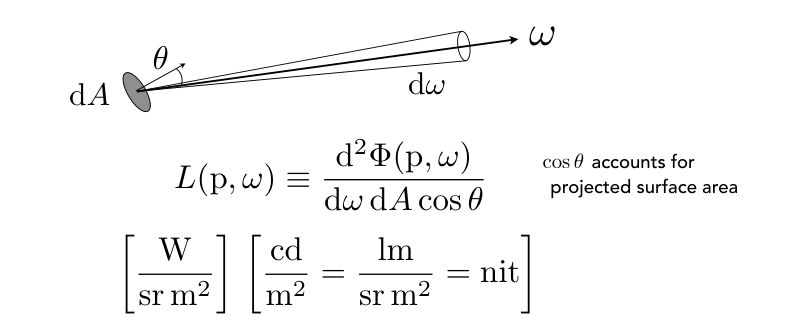 θ
ω
dA
dω
L(p, ω) ≡ d²Φ(p, ω) / dω dA cos θ
cos θ accounts for
projected surface area
[W / sr m²] [cd / m² = lm / sr m² = nit]